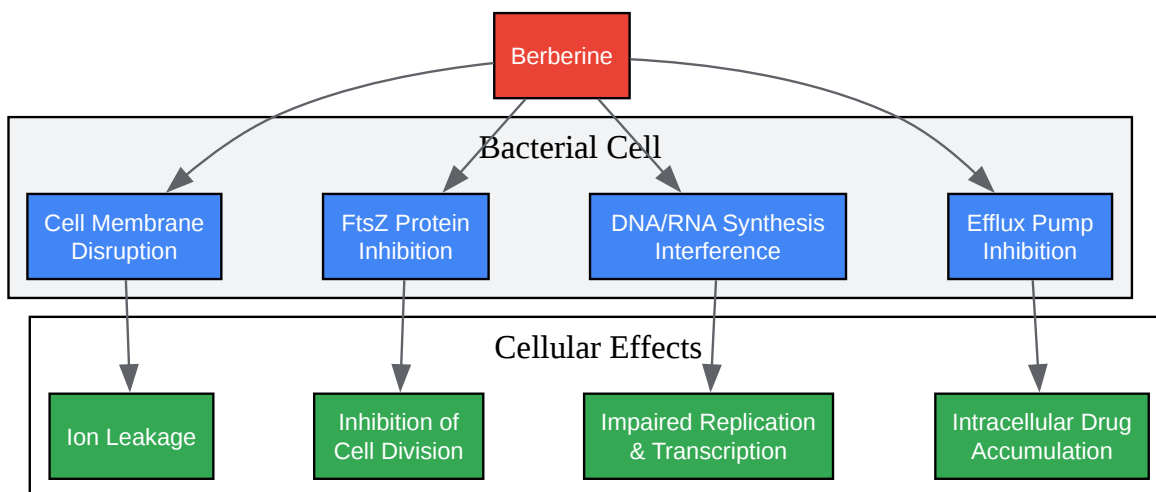 Berberine
Bacterial Cell
Cell Membrane
Disruption
FtsZ Protein
Inhibition
DNA/RNA Synthesis
Interference
Efflux Pump
Inhibition
Cellular Effects
Ion Leakage
Inhibition of
Cell Division
Impaired Replication
& Transcription
Intracellular Drug
Accumulation